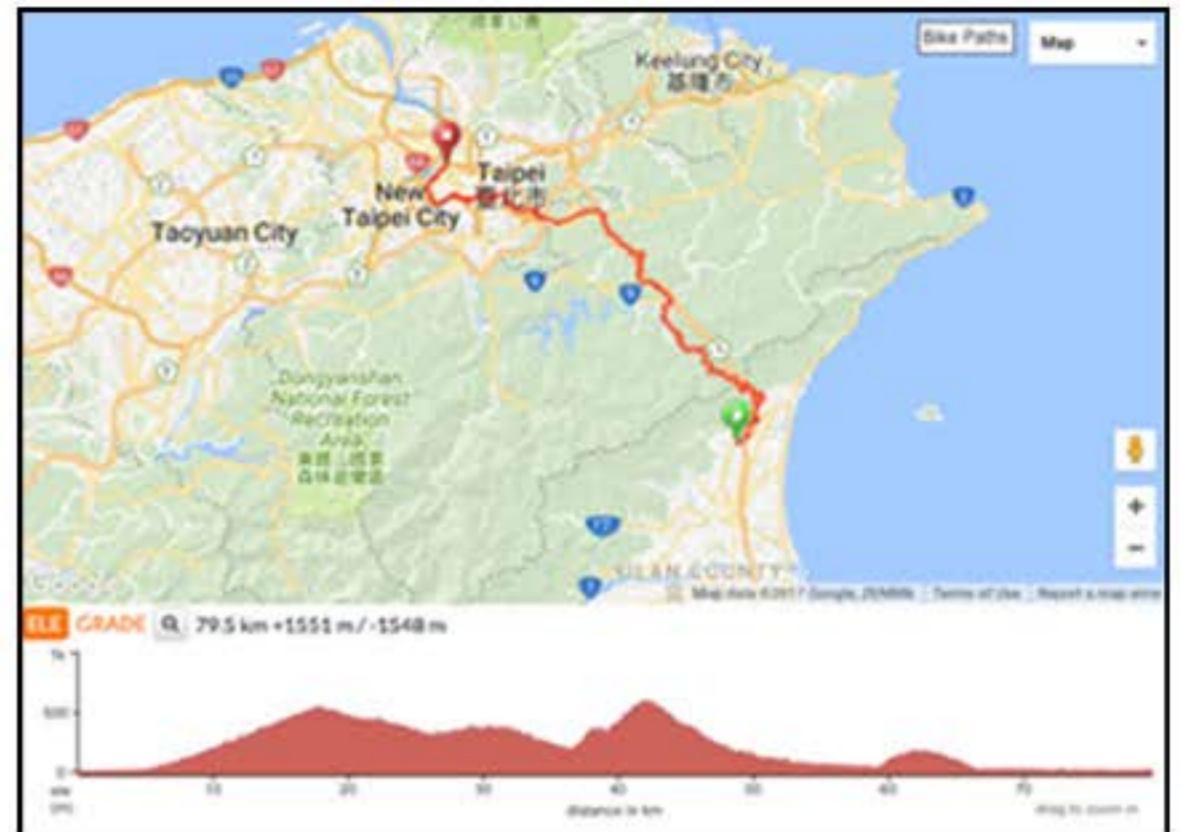 Bike Paths
Map
Keelung City
基隆市
Taipei
臺北市
New
Taipei City
Taoyuan City
Dongyanshan
National Forest
Recreation
Area
東眼山國家
森林遊樂區
YILAN COUNTY
Map data ©2017 Google, ZENRIN
Terms of Use
Report a map error
ELE GRADE 79.5 km +1551 m / -1548 m
1k
500
0
10 20 30 40 50 60 70
ele
(m)
distance in km
drag to zoom in